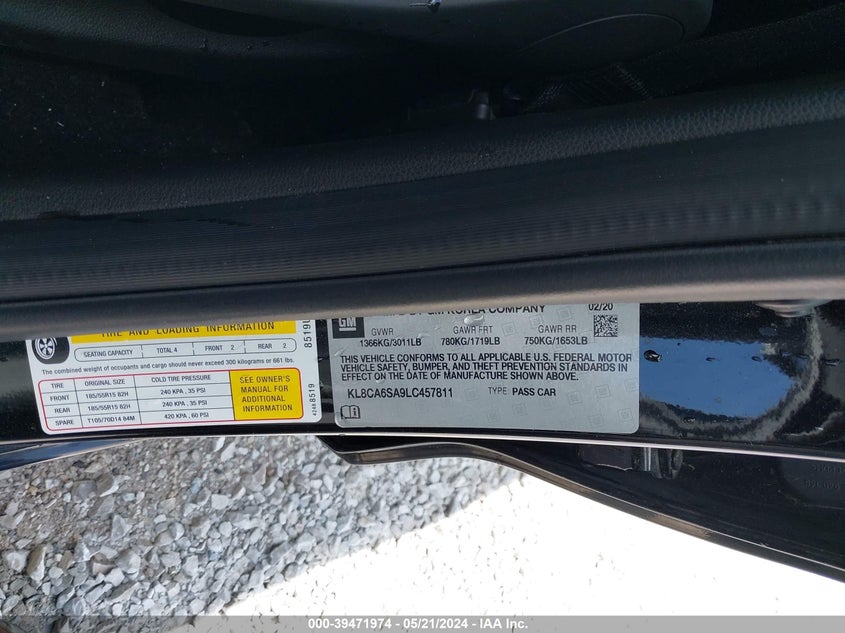 TIRE AND LOADING INFORMATION
SEATING CAPACITY TOTAL 4 FRONT 2 REAR 2
The combined weight of occupants and cargo should never exceed 300 kilograms or 661 lbs.
TIRE ORIGINAL SIZE COLD TIRE PRESSURE
FRONT 185/55R15 82H 240 KPA , 35 PSI
REAR 185/55R15 82H 240 KPA , 35 PSI
SPARE T105/70D14 84M 420 KPA , 60 PSI
SEE OWNER'S
MANUAL FOR
ADDITIONAL
INFORMATION
42488519
GM
BY GM KOREA COMPANY 02/20
GVWR GAWR FRT GAWR RR
1366KG/3011LB 780KG/1719LB 750KG/1653LB
THIS VEHICLE CONFORMS TO ALL APPLICABLE U.S. FEDERAL MOTOR
VEHICLE SAFETY, BUMPER, AND THEFT PREVENTION STANDARDS IN
EFFECT ON THE DATE OF MANUFACTURE SHOWN ABOVE.
KL8CA6SA9LC457811 TYPE: PASS CAR
000-39471974 - 05/21/2024 - IAA Inc.